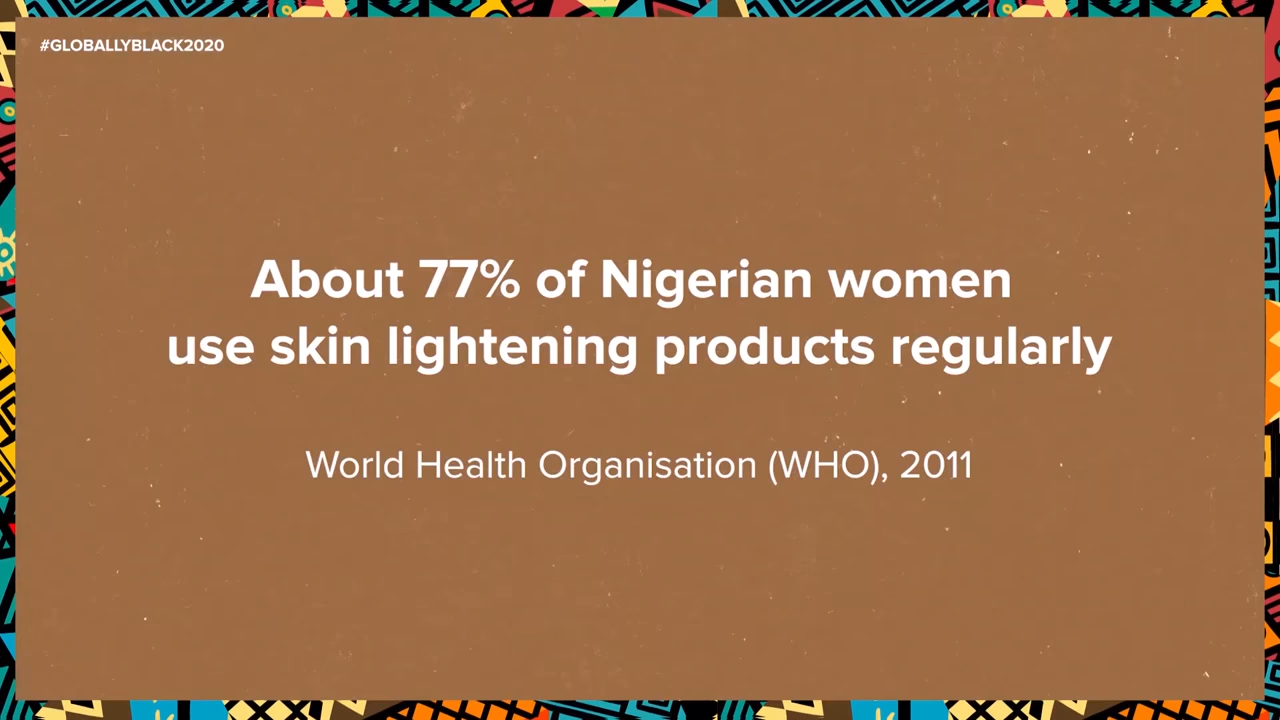 #GLOBALLYBLACK2020
About 77% of Nigerian women
use skin lightening products regularly
World Health Organisation (WHO), 2011